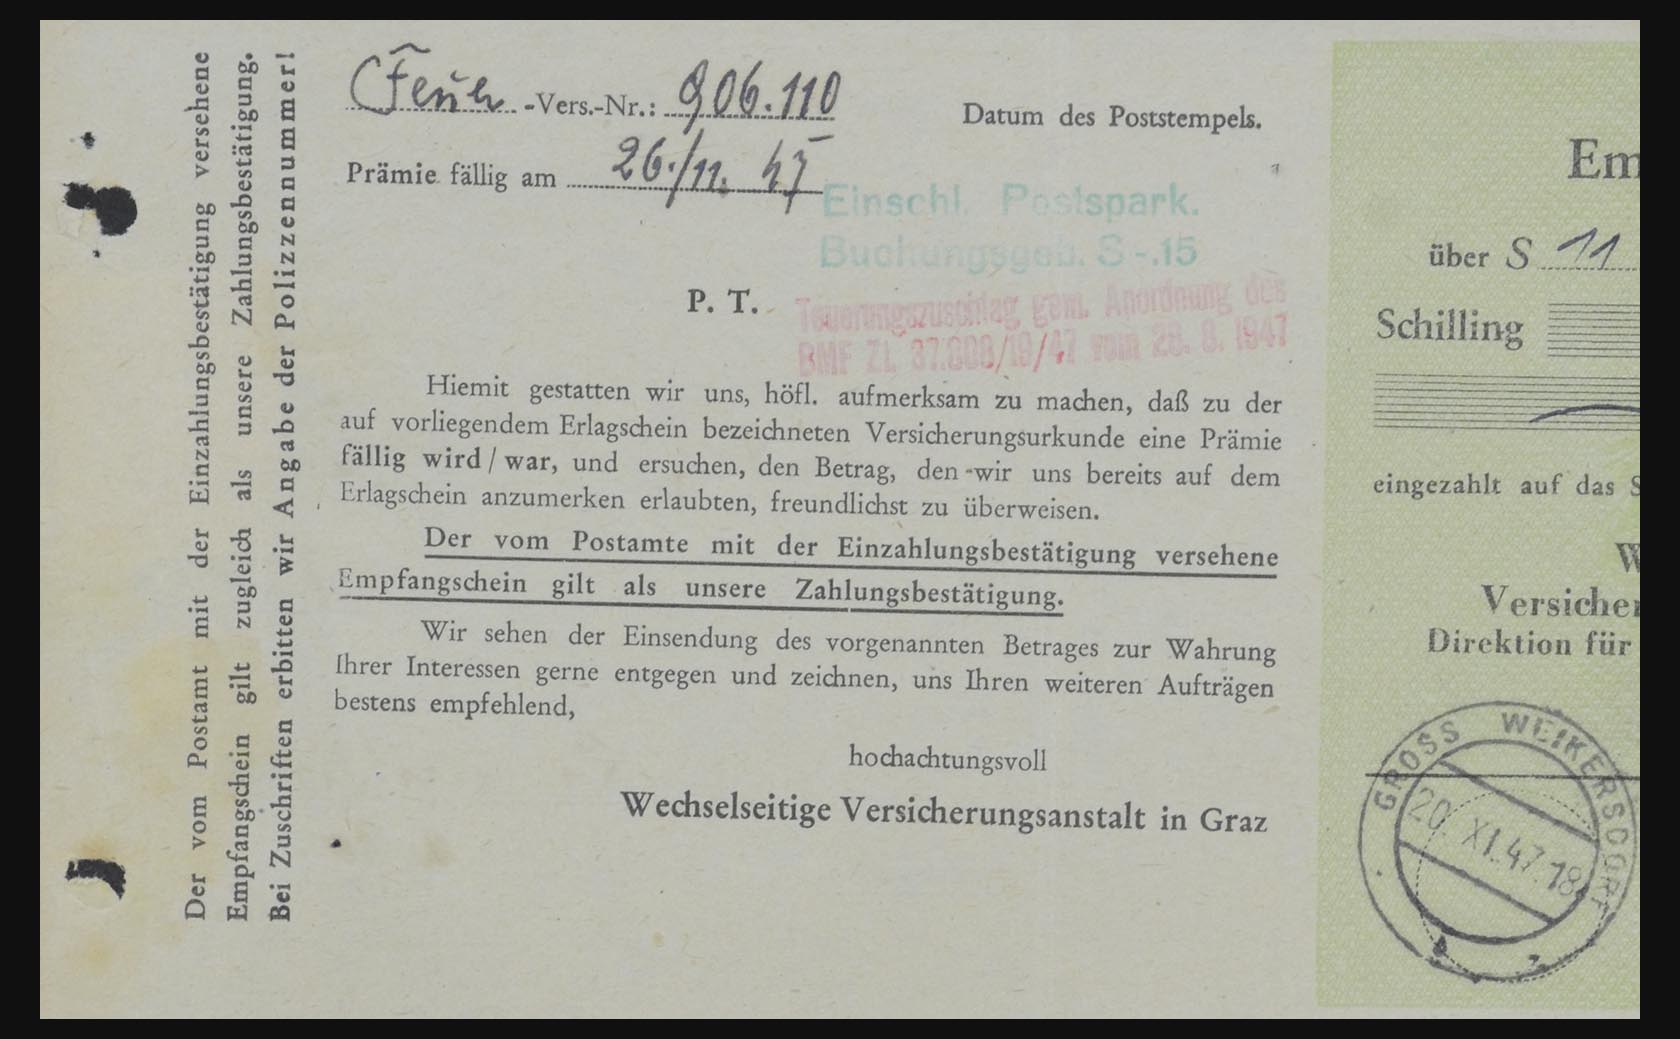 Der vom Postamt mit der Einzahlungsbestätigung versehene
Empfangschein gilt zugleich als unsere Zahlungsbestätigung.
Bei Zuschriften erbitten wir Angabe der Polizzennummer!
Feuer -Vers.-Nr.: 906.110
Datum des Poststempels.
Prämie fällig am 26./11. 47
Einschl. Postspark.
Buchungsgeb. S -.15
P. T.
Teuerungszuschlag gem. Anordnung des
BMF Zl. 37.808/19/47 vom 28. 8. 1947
Hiemit gestatten wir uns, höfl. aufmerksam zu machen, daß zu der
auf vorliegendem Erlagschein bezeichneten Versicherungsurkunde eine Prämie
fällig wird / war, und ersuchen, den Betrag, den wir uns bereits auf dem
Erlagschein anzumerken erlaubten, freundlichst zu überweisen.
Der vom Postamte mit der Einzahlungsbestätigung versehene
Empfangschein gilt als unsere Zahlungsbestätigung.
Wir sehen der Einsendung des vorgenannten Betrages zur Wahrung
Ihrer Interessen gerne entgegen und zeichnen, uns Ihren weiteren Aufträgen
bestens empfehlend,
hochachtungsvoll
Wechselseitige Versicherungsanstalt in Graz
Em
über S 11
Schilling
eingezahlt auf das S
W
Versicher
Direktion für
GROSS WEIKERSDORF
20. XI. 47. 18